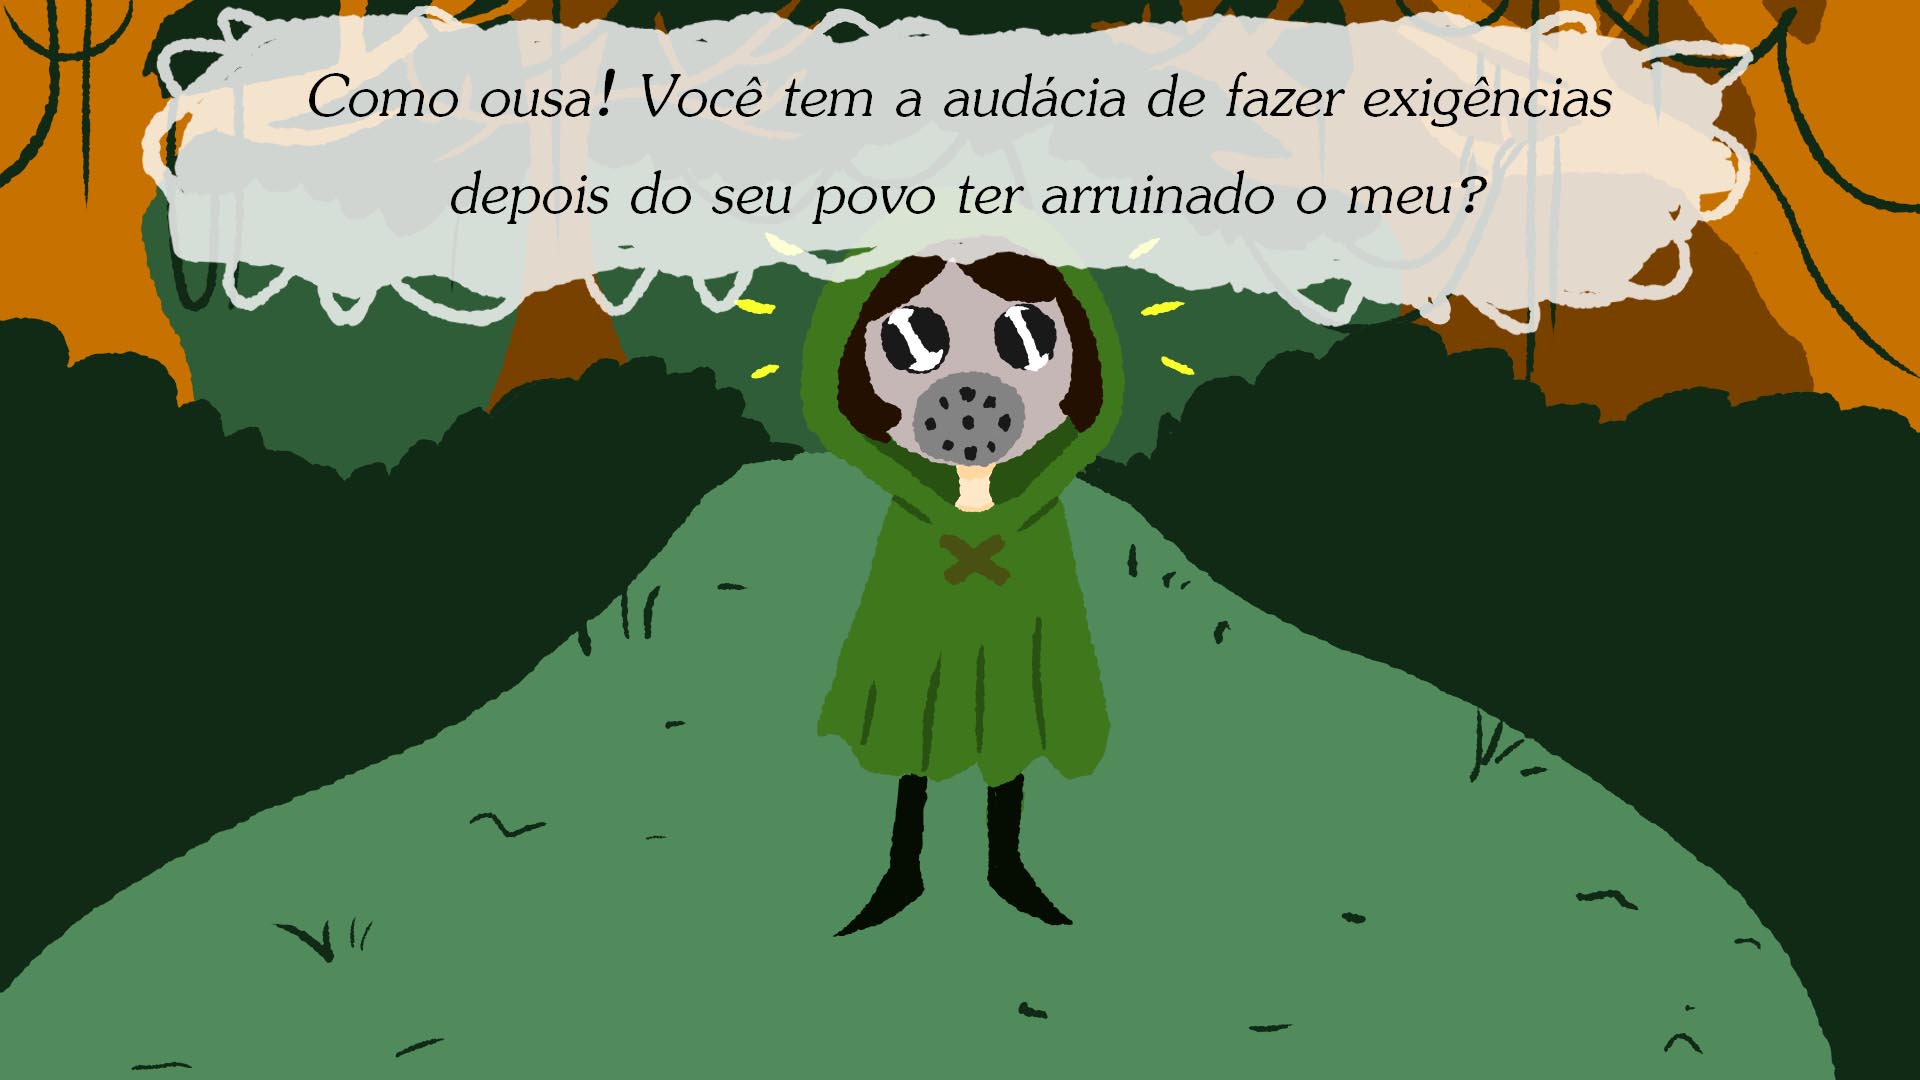 Como ousa! Você tem a audácia de fazer exigências
depois do seu povo ter arruinado o meu?